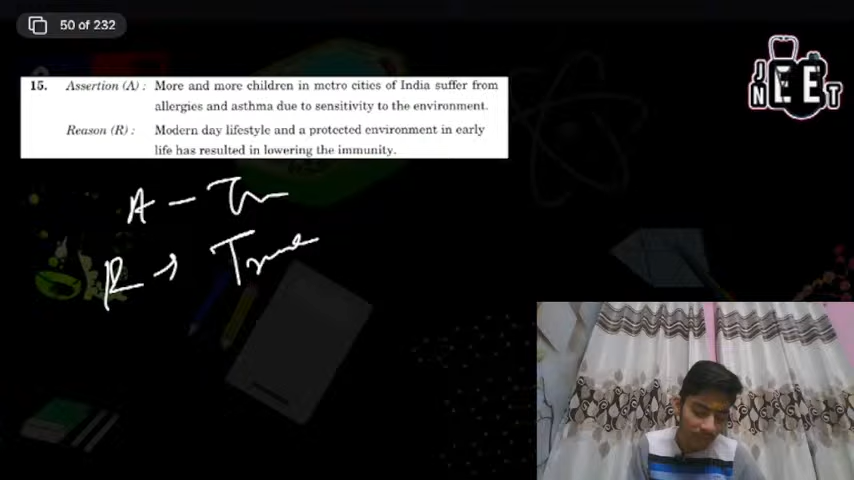 50 of 232
J
NEET
15. Assertion (A) : More and more children in metro cities of India suffer from
allergies and asthma due to sensitivity to the environment.
Reason (R) : Modern day lifestyle and a protected environment in early
life has resulted in lowering the immunity.
A -
R → True